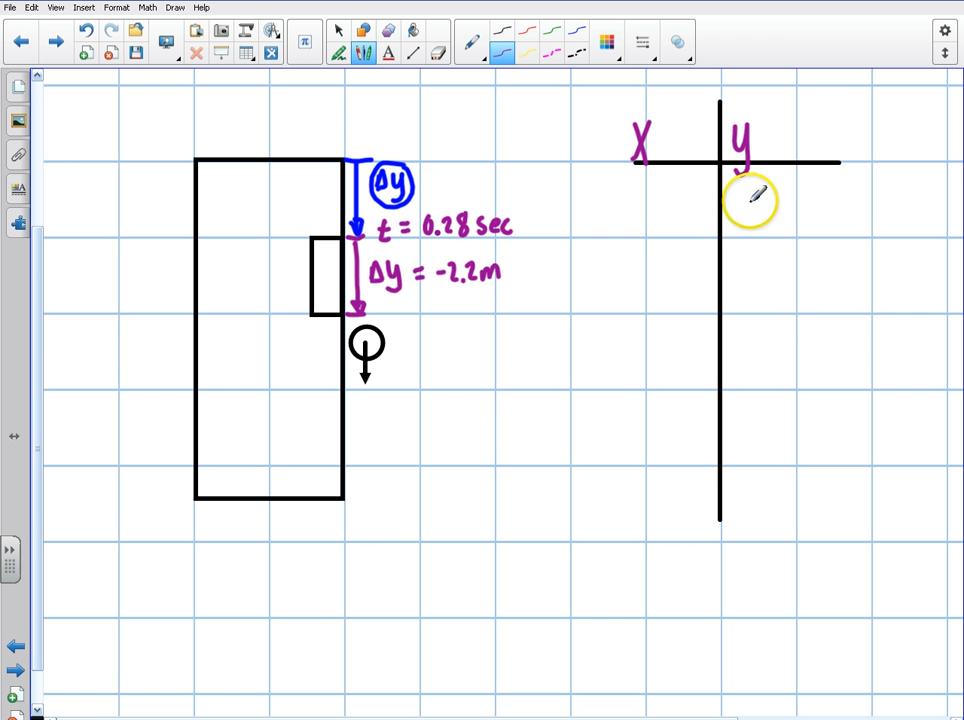 File Edit View Insert Format Math Draw Help
π
A
X y
Δy
t = 0.28 sec
Δy = -2.2m